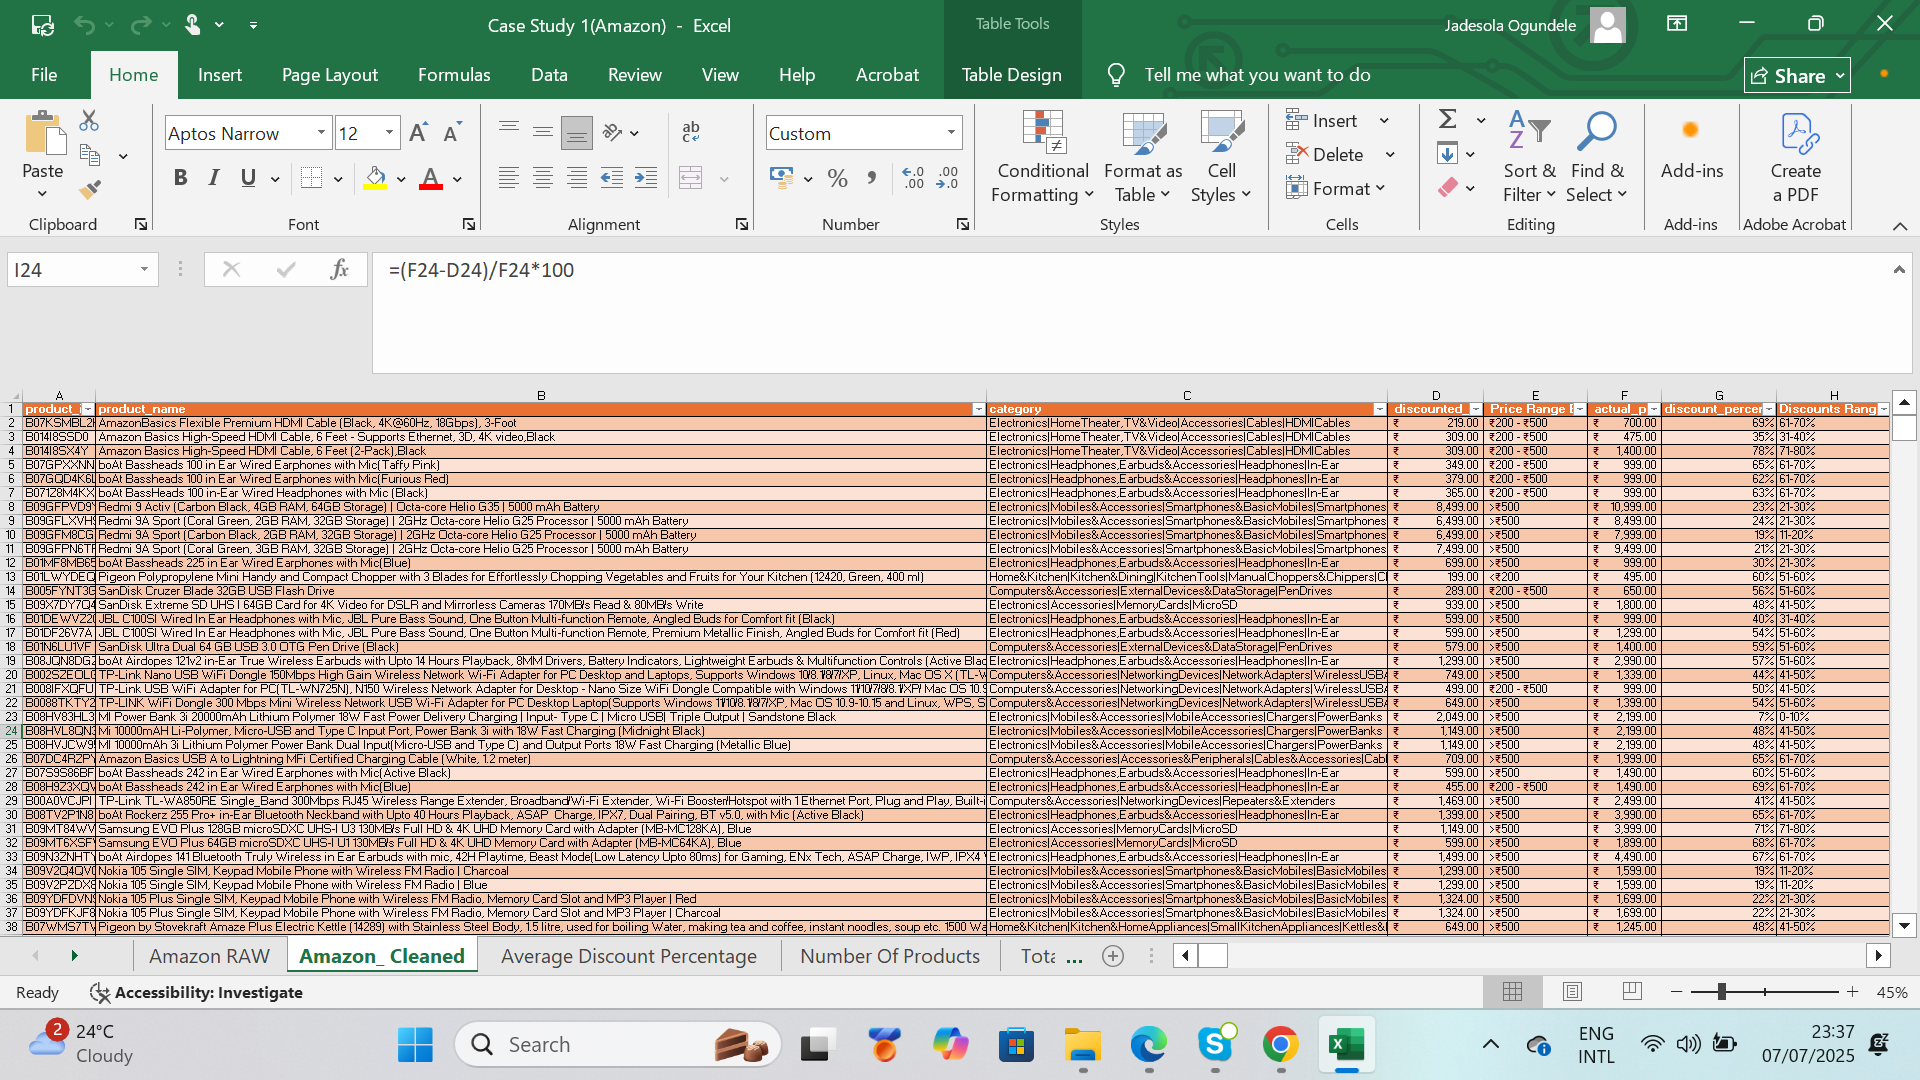 Case Study 1(Amazon) - Excel
Table Tools
Jadesola Ogundele
File Home Insert Page Layout Formulas Data Review View Help Acrobat Table Design Tell me what you want to do Share
Paste
Clipboard
Aptos Narrow 12
B I U A
Font
ab
Alignment
Custom
% , .00 .00
Number
Conditional Formatting
Format as Table
Cell Styles
Styles
Insert
Delete
Format
Cells
Sort & Filter
Find & Select
Editing
Add-ins
Add-ins
Create a PDF
Adobe Acrobat
I24 fx =(F24-D24)/F24*100
A B C D E F G H
1 product_name category discounted_ actual_p discount_percen Discounts Rang
2 AmazonBasics Flexible Premium HDMI Cable (Black, 4K@60Hz, 18Gbps), 3-Foot Electronics|HomeTheater,TV&Video|Accessories|Cables|HDMICables ₹ 219.00 ₹200 - ₹500 ₹ 700.00 69% 61-70%
3 B014I8SSD0 Amazon Basics High-Speed HDMI Cable, 6 Feet - Supports Ethernet, 3D, 4K video,Black Electronics|HomeTheater,TV&Video|Accessories|Cables|HDMICables ₹ 309.00 ₹200 - ₹500 ₹ 475.00 35% 31-40%
4 B014I8SX4Y Amazon Basics High-Speed HDMI Cable, 6 Feet (2-Pack),Black Electronics|HomeTheater,TV&Video|Accessories|Cables|HDMICables ₹ 309.00 ₹200 - ₹500 ₹ 1,400.00 78% 71-80%
5 B07GPXXNN boAt Bassheads 100 in Ear Wired Earphones with Mic(Taffy Pink) Electronics|Headphones,Earbuds&Accessories|Headphones|In-Ear ₹ 349.00 ₹200 - ₹500 ₹ 999.00 65% 61-70%
6 B07GQD4K6L boAt Bassheads 100 in Ear Wired Earphones with Mic(Furious Red) Electronics|Headphones,Earbuds&Accessories|Headphones|In-Ear ₹ 379.00 ₹200 - ₹500 ₹ 999.00 62% 61-70%
7 B071Z8M4KX boAt BassHeads 100 in-Ear Wired Headphones with Mic (Black) Electronics|Headphones,Earbuds&Accessories|Headphones|In-Ear ₹ 365.00 ₹200 - ₹500 ₹ 999.00 63% 61-70%
8 B09GFPVD9Y Redmi 9 Activ (Carbon Black, 4GB RAM, 64GB Storage) | Octa-core Helio G35 | 5000 mAh Battery Electronics|Mobiles&Accessories|Smartphones&BasicMobiles|Smartphones ₹ 8,499.00 >₹500 ₹ 10,999.00 23% 21-30%
9 B09GFLXVH9 Redmi 9A Sport (Coral Green, 2GB RAM, 32GB Storage) | 2GHz Octa-core Helio G25 Processor | 5000 mAh Battery Electronics|Mobiles&Accessories|Smartphones&BasicMobiles|Smartphones ₹ 6,499.00 >₹500 ₹ 8,499.00 24% 21-30%
10 B09GFM8CG Redmi 9A Sport (Carbon Black, 2GB RAM, 32GB Storage) | 2GHz Octa-core Helio G25 Processor | 5000 mAh Battery Electronics|Mobiles&Accessories|Smartphones&BasicMobiles|Smartphones ₹ 6,499.00 >₹500 ₹ 7,999.00 19% 11-20%
11 B09GFPN6TP Redmi 9A Sport (Coral Green, 3GB RAM, 32GB Storage) | 2GHz Octa-core Helio G25 Processor | 5000 mAh Battery Electronics|Mobiles&Accessories|Smartphones&BasicMobiles|Smartphones ₹ 7,499.00 >₹500 ₹ 9,499.00 21% 21-30%
12 B01MF8MB65 boAt Bassheads 225 in Ear Wired Earphones with Mic(Blue) Electronics|Headphones,Earbuds&Accessories|Headphones|In-Ear ₹ 699.00 >₹500 ₹ 999.00 30% 21-30%
13 B01LWYDEQ Pigeon Polypropylene Mini Handy and Compact Chopper with 3 Blades for Effortlessly Chopping Vegetables and Fruits for Your Kitchen (12420, Green, 400 ml) Home&Kitchen|Kitchen&Dining|KitchenTools|ManualChoppers&Chippers|Cl ₹ 199.00 <₹200 ₹ 495.00 60% 51-60%
14 B005FYNT3G SanDisk Cruzer Blade 32GB USB Flash Drive Computers&Accessories|ExternalDevices&DataStorage|PenDrives ₹ 289.00 ₹200 - ₹500 ₹ 650.00 56% 51-60%
15 B09X7DY7Q4 SanDisk Extreme SD UHS I 64GB Card for 4K Video for DSLR and Mirrorless Cameras 170MB/s Read & 80MB/s Write Electronics|Accessories|MemoryCards|MicroSD ₹ 939.00 >₹500 ₹ 1,800.00 48% 41-50%
16 B01DEWVZ2 JBL C100SI Wired In Ear Headphones with Mic, JBL Pure Bass Sound, One Button Multi-function Remote, Angled Buds for Comfort fit (Black) Electronics|Headphones,Earbuds&Accessories|Headphones|In-Ear ₹ 599.00 >₹500 ₹ 999.00 40% 31-40%
17 B01DF26V7A JBL C100SI Wired In Ear Headphones with Mic, JBL Pure Bass Sound, One Button Multi-function Remote, Premium Metallic Finish, Angled Buds for Comfort fit (Red) Electronics|Headphones,Earbuds&Accessories|Headphones|In-Ear ₹ 599.00 >₹500 ₹ 1,299.00 54% 51-60%
18 B01N6LU1VF SanDisk Ultra Dual 64 GB USB 3.0 OTG Pen Drive (Black) Computers&Accessories|ExternalDevices&DataStorage|PenDrives ₹ 579.00 >₹500 ₹ 1,400.00 59% 51-60%
19 B08JQN8DGZ boAt Airdopes 121v2 in-Ear True Wireless Earbuds with Upto 14 Hours Playback, 8MM Drivers, Battery Indicators, Lightweight Earbuds & Multifunction Controls (Active Blac Electronics|Headphones,Earbuds&Accessories|Headphones|In-Ear ₹ 1,299.00 >₹500 ₹ 2,990.00 57% 51-60%
20 B002SZEOLG TP-Link Nano USB WiFi Dongle 150Mbps High Gain Wireless Network Wi-Fi Adapter for PC Desktop and Laptops, Supports Windows 10/8.1/8/7/XP, Linux, Mac OS X (TL-W Computers&Accessories|NetworkingDevices|NetworkAdapters|WirelessUSBA ₹ 749.00 >₹500 ₹ 1,339.00 44% 41-50%
21 B008IFXQFU TP-Link USB WiFi Adapter for PC(TL-WN725N), N150 Wireless Network Adapter for Desktop - Nano Size WiFi Dongle Compatible with Windows 11/10/7/8/8.1/XP/ Mac OS 10.9 Computers&Accessories|NetworkingDevices|NetworkAdapters|WirelessUSBA ₹ 499.00 ₹200 - ₹500 ₹ 999.00 50% 41-50%
22 B0088TKTY2 TP-LINK WiFi Dongle 300 Mbps Mini Wireless Network USB Wi-Fi Adapter for PC Desktop Laptop(Supports Windows 11/10/8.1/8/7/XP, Mac OS 10.9-10.15 and Linux, WPS, S Computers&Accessories|NetworkingDevices|NetworkAdapters|WirelessUSBA ₹ 649.00 >₹500 ₹ 1,399.00 54% 51-60%
23 B08HV83HL3 MI Power Bank 3i 20000mAh Lithium Polymer 18W Fast Power Delivery Charging | Input- Type C | Micro USB| Triple Output | Sandstone Black Electronics|Mobiles&Accessories|MobileAccessories|Chargers|PowerBanks ₹ 2,049.00 >₹500 ₹ 2,199.00 7% 0-10%
24 B08HVL8QN3 Mi 10000mAH Li-Polymer, Micro-USB and Type C Input Port, Power Bank 3i with 18W Fast Charging (Midnight Black) Electronics|Mobiles&Accessories|MobileAccessories|Chargers|PowerBanks ₹ 1,149.00 >₹500 ₹ 2,199.00 48% 41-50%
25 B08HVJCW9 MI 10000mAh 3i Lithium Polymer Power Bank Dual Input(Micro-USB and Type C) and Output Ports 18W Fast Charging (Metallic Blue) Electronics|Mobiles&Accessories|MobileAccessories|Chargers|PowerBanks ₹ 1,149.00 >₹500 ₹ 2,199.00 48% 41-50%
26 B07DC4RZPY Amazon Basics USB A to Lightning MFi Certified Charging Cable (White, 1.2 meter) Computers&Accessories|Accessories&Peripherals|Cables&Accessories|Cabl ₹ 709.00 >₹500 ₹ 1,999.00 65% 61-70%
27 B07S9S86BF boAt Bassheads 242 in Ear Wired Earphones with Mic(Active Black) Electronics|Headphones,Earbuds&Accessories|Headphones|In-Ear ₹ 599.00 >₹500 ₹ 1,490.00 60% 51-60%
28 B08H9Z3XQV boAt Bassheads 242 in Ear Wired Earphones with Mic(Blue) Electronics|Headphones,Earbuds&Accessories|Headphones|In-Ear ₹ 455.00 ₹200 - ₹500 ₹ 1,490.00 69% 61-70%
29 B00A0VCJPI TP-Link TL-WA850RE Single_Band 300Mbps RJ45 Wireless Range Extender, Broadband/Wi-Fi Extender, Wi-Fi Booster/Hotspot with 1 Ethernet Port, Plug and Play, Built-i Computers&Accessories|NetworkingDevices|Repeaters&Extenders ₹ 1,469.00 >₹500 ₹ 2,499.00 41% 41-50%
30 B08TV2P1N8 boAt Rockerz 255 Pro+ in-Ear Bluetooth Neckband with Upto 40 Hours Playback, ASAP Charge, IPX7, Dual Pairing, BT v5.0, with Mic (Active Black) Electronics|Headphones,Earbuds&Accessories|Headphones|In-Ear ₹ 1,399.00 >₹500 ₹ 3,990.00 65% 61-70%
31 B09MT84WV Samsung EVO Plus 128GB microSDXC UHS-I U3 130MB/s Full HD & 4K UHD Memory Card with Adapter (MB-MC128KA), Blue Electronics|Accessories|MemoryCards|MicroSD ₹ 1,149.00 >₹500 ₹ 3,999.00 71% 71-80%
32 B09MT6XSF Samsung EVO Plus 64GB microSDXC UHS-I U1 130MB/s Full HD & 4K UHD Memory Card with Adapter (MB-MC64KA), Blue Electronics|Accessories|MemoryCards|MicroSD ₹ 599.00 >₹500 ₹ 1,899.00 68% 61-70%
33 B09N3ZNHTY boAt Airdopes 141 Bluetooth Truly Wireless in Ear Earbuds with mic, 42H Playtime, Beast Mode(Low Latency Upto 80ms) for Gaming, ENx Tech, ASAP Charge, IWP, IPX4 Electronics|Headphones,Earbuds&Accessories|Headphones|In-Ear ₹ 1,499.00 >₹500 ₹ 4,490.00 67% 61-70%
34 B09V2Q4QV Nokia 105 Single SIM, Keypad Mobile Phone with Wireless FM Radio | Charcoal Electronics|Mobiles&Accessories|Smartphones&BasicMobiles|BasicMobiles ₹ 1,299.00 >₹500 ₹ 1,599.00 19% 11-20%
35 B09V2PZDX Nokia 105 Single SIM, Keypad Mobile Phone with Wireless FM Radio | Blue Electronics|Mobiles&Accessories|Smartphones&BasicMobiles|BasicMobiles ₹ 1,299.00 >₹500 ₹ 1,599.00 19% 11-20%
36 B09YDFDVN Nokia 105 Plus Single SIM, Keypad Mobile Phone with Wireless FM Radio, Memory Card Slot and MP3 Player | Red Electronics|Mobiles&Accessories|Smartphones&BasicMobiles|BasicMobiles ₹ 1,324.00 >₹500 ₹ 1,699.00 22% 21-30%
37 B09YDFKJF8 Nokia 105 Plus Single SIM, Keypad Mobile Phone with Wireless FM Radio, Memory Card Slot and MP3 Player | Charcoal Electronics|Mobiles&Accessories|Smartphones&BasicMobiles|BasicMobiles ₹ 1,324.00 >₹500 ₹ 1,699.00 22% 21-30%
38 B07WMS7TV Pigeon by Stovekraft Amaze Plus Electric Kettle (14289) with Stainless Steel Body, 1.5 litre, used for boiling Water, making tea and coffee, instant noodles, soup etc. 1500 Wa Home&Kitchen|Kitchen&HomeAppliances|SmallKitchenAppliances|Kettles& ₹ 649.00 >₹500 ₹ 1,245.00 48% 41-50%
Amazon RAW Amazon_ Cleaned Average Discount Percentage Number Of Products Tota ...
Ready Accessibility: Investigate 45%
2 24°C
Cloudy
Search
ENG
INTL
23:37
07/07/2025